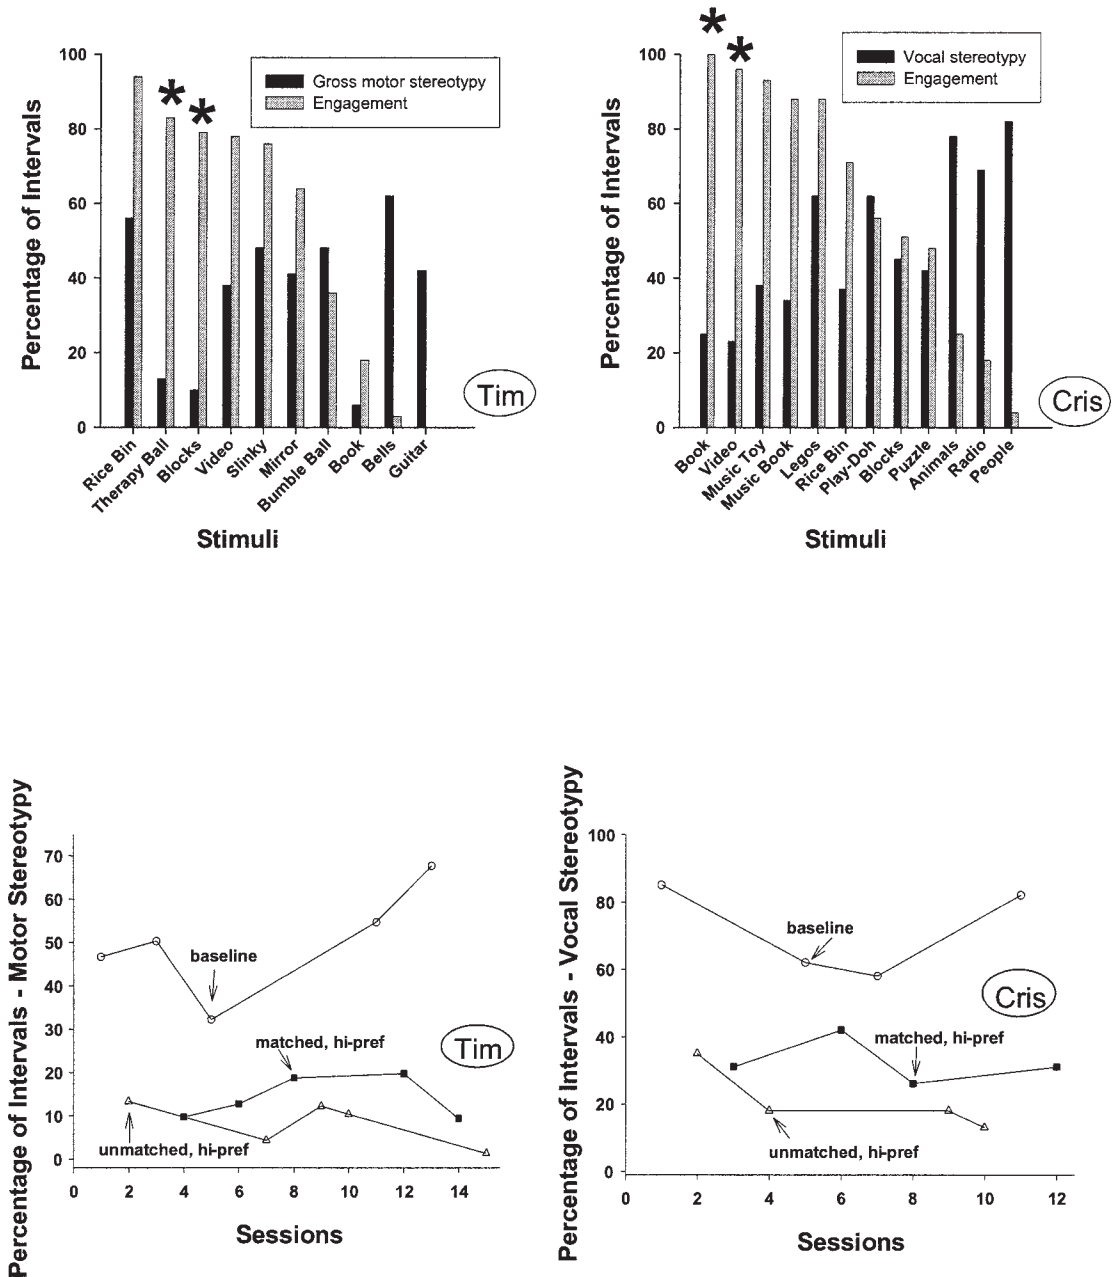 Percentage of Intervals
100
80
60
40
20
0
Gross motor stereotypy
Engagement
Tim
Rice Bin
Therapy Ball
Blocks
Video
Slinky
Mirror
Bumble Ball
Book
Bells
Guitar
Stimuli
Percentage of Intervals
100
80
60
40
20
0
Vocal stereotypy
Engagement
Cris
Book
Video
Music Toy
Music Book
Legos
Rice Bin
Play-Doh
Blocks
Puzzle
Animals
Radio
People
Stimuli
Percentage of Intervals - Motor Stereotypy
70
60
50
40
30
20
10
0
baseline
matched, hi-pref
unmatched, hi-pref
Tim
0 2 4 6 8 10 12 14
Sessions
Percentage of Intervals - Vocal Stereotypy
100
80
60
40
20
0
baseline
Cris
matched, hi-pref
unmatched, hi-pref
0 2 4 6 8 10 12
Sessions